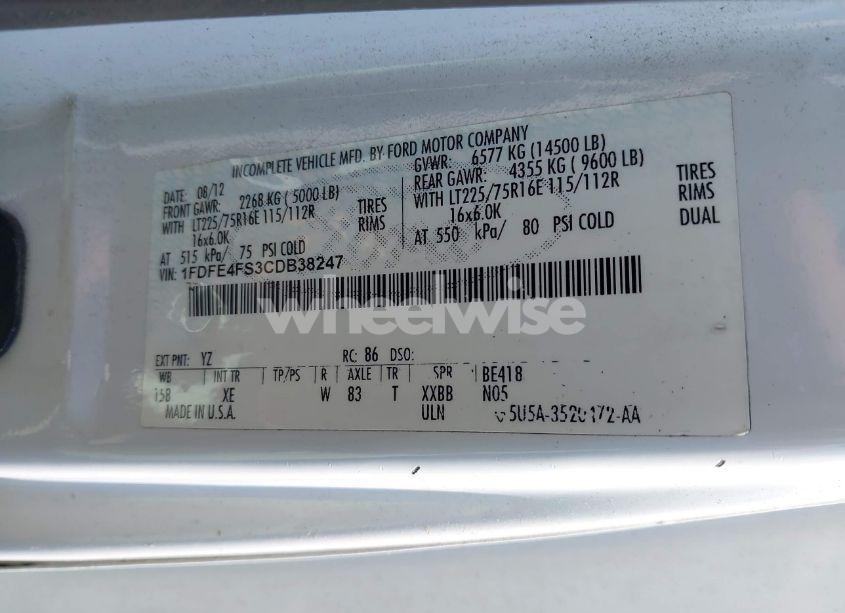 INCOMPLETE VEHICLE MFD. BY FORD MOTOR COMPANY
DATE: 08/12 GVWR: 6577 KG (14500 LB)
FRONT GAWR: 2268 KG ( 5000 LB) REAR GAWR: 4355 KG ( 9600 LB)
WITH LT225/75R16E 115/112R TIRES WITH LT225/75R16E 115/112R TIRES
16x6.0K RIMS 16x6.0K RIMS
AT 515 kPa/ 75 PSI COLD AT 550 kPa/ 80 PSI COLD DUAL
VIN: 1FDFE4FS3CDB38247
wheelwise
EXT PNT: YZ RC: 86 DSO:
WB INT TR TP/PS R AXLE TR SPR BE418
158 XE W 83 T XXBB N05
MADE IN U.S.A. ULN 5U5A-3520172-AA